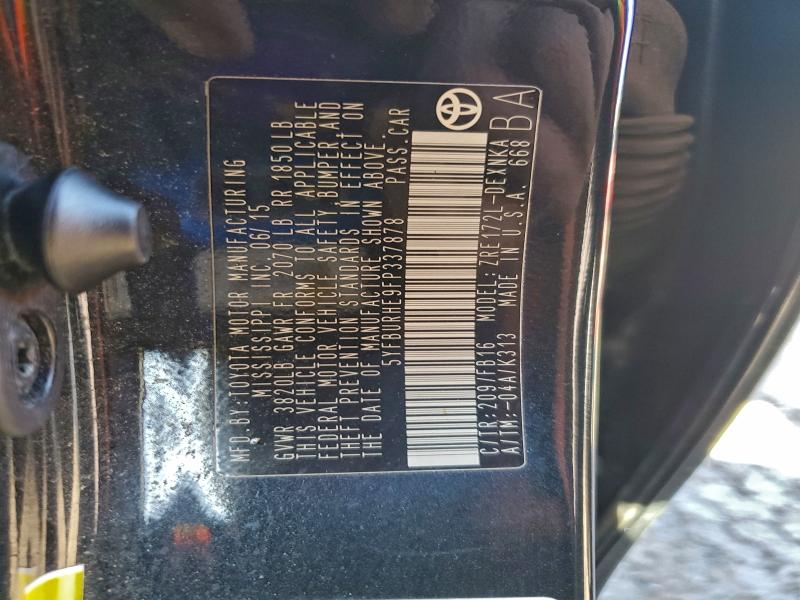 MFD.BY:TOYOTA MOTOR MANUFACTURING
MISSISSIPPI INC. 06/15
GVWR 3820LB GAWR FR 2070 LB RR 1850LB
THIS VEHICLE CONFORMS TO ALL APPLICABLE
FEDERAL MOTOR VEHICLE SAFETY,BUMPER AND
THEFT PREVENTION STANDARDS IN EFFECT ON
THE DATE OF MANUFACTURE SHOWN ABOVE.
5YFBURHE9FP337878 PASS.CAR
C/TR:209/FB16 MODEL:ZRE172L-DEXNKA
A/TM:-04A/K313 MADE IN U.S.A. 668 BA